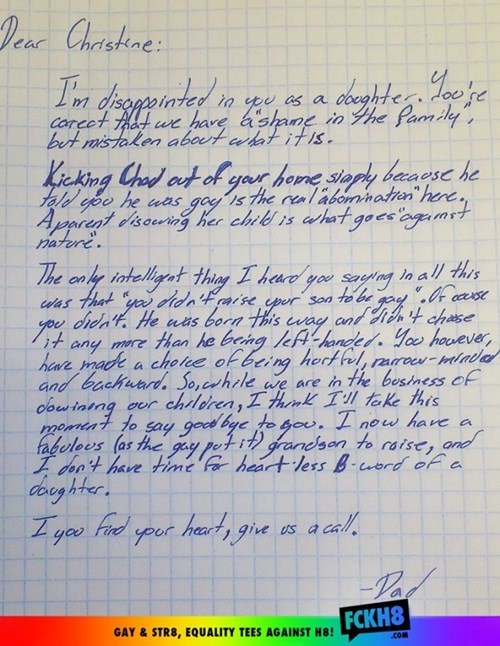 Dear Christine:
I'm disappointed in you as a daughter. You're
correct that we have a "shame in the family",
but mistaken about what it is.
Kicking Chad out of your home simply because he
told you he was gay is the real "abomination" here.
A parent disowning her child is what goes "against
nature".
The only intelligent thing I heard you saying in all this
was that "you didn't raise your son to be gay". Of course
you didn't. He was born this way and didn't choose
it any more than he being left-handed. You however,
have made a choice of being hurtful, narrow-minded
and backward. So, while we are in the business of
disowning our children, I think I'll take this
moment to say goodbye to you. I now have a
fabulous (as the gay put it) grandson to raise, and
I don't have time for heart-less B-word of a
daughter.
I you find your heart, give us a call.
-Dad
GAY & STR8, EQUALITY TEES AGAINST H8!
FCKH8
.COM